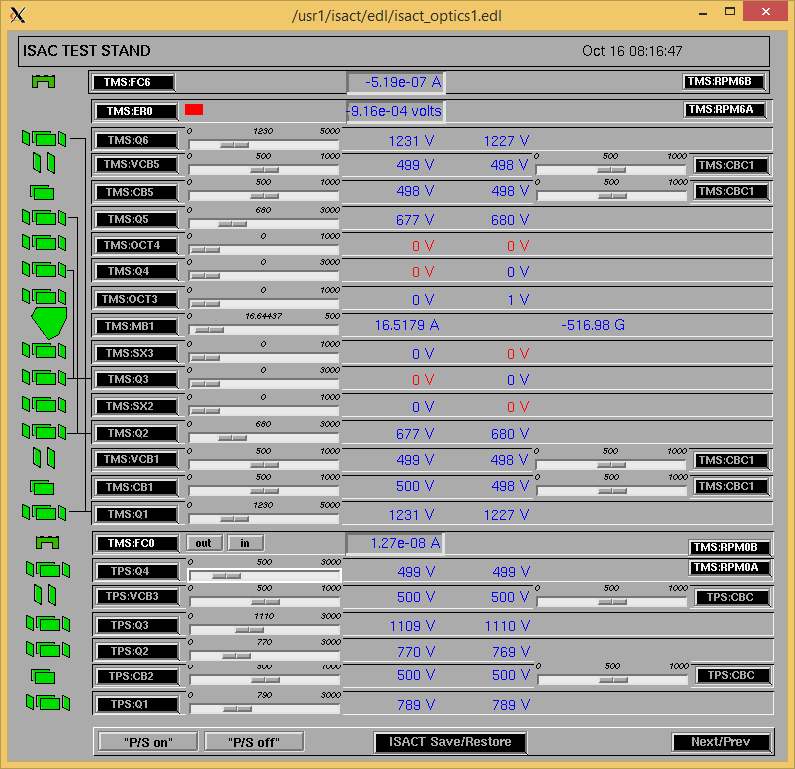 /usr1/isact/edl/isact_optics1.edl
ISAC TEST STAND Oct 16 08:16:47
TMS:FC6 -5.19e-07 A TMS:RPM6B
TMS:ER0 -9.16e-04 volts TMS:RPM6A
TMS:Q6 0 1230 5000 1231 V 1227 V
TMS:VCB5 0 500 1000 499 V 498 V 0 500 1000 TMS:CBC1
TMS:CB5 0 500 1000 498 V 498 V 0 500 1000 TMS:CBC1
TMS:Q5 0 680 3000 677 V 680 V
TMS:OCT4 0 0 1000 0 V 0 V
TMS:Q4 0 0 3000 0 V 0 V
TMS:OCT3 0 0 1000 0 V 1 V
TMS:MB1 0 16.64437 500 16.5179 A -516.98 G
TMS:SX3 0 0 1000 0 V 0 V
TMS:Q3 0 0 3000 0 V 0 V
TMS:SX2 0 0 1000 0 V 0 V
TMS:Q2 0 680 3000 677 V 680 V
TMS:VCB1 0 500 1000 499 V 498 V 0 500 1000 TMS:CBC1
TMS:CB1 0 500 1000 500 V 498 V 0 500 1000 TMS:CBC1
TMS:Q1 0 1230 5000 1231 V 1227 V
TMS:FC0 out in 1.27e-08 A TMS:RPM0B
TPS:Q4 0 500 3000 499 V 499 V TMS:RPM0A
TPS:VCB3 0 500 1000 500 V 500 V 0 500 1000 TPS:CBC
TPS:Q3 0 1110 3000 1109 V 1110 V
TPS:Q2 0 770 3000 770 V 769 V
TPS:CB2 0 500 1000 500 V 500 V 0 500 1000 TPS:CBC
TPS:Q1 0 790 3000 789 V 789 V
"P/S on" "P/S off" ISACT Save/Restore Next/Prev